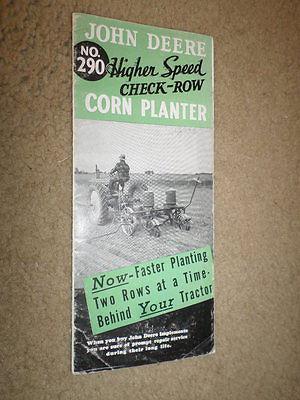 JOHN DEERE
NO.
290 Higher Speed
CHECK-ROW
CORN PLANTER
Now-Faster Planting
Two Rows at a Time-
Behind Your Tractor
When you buy John Deere Implements
you are sure of prompt repair service
during their long life.